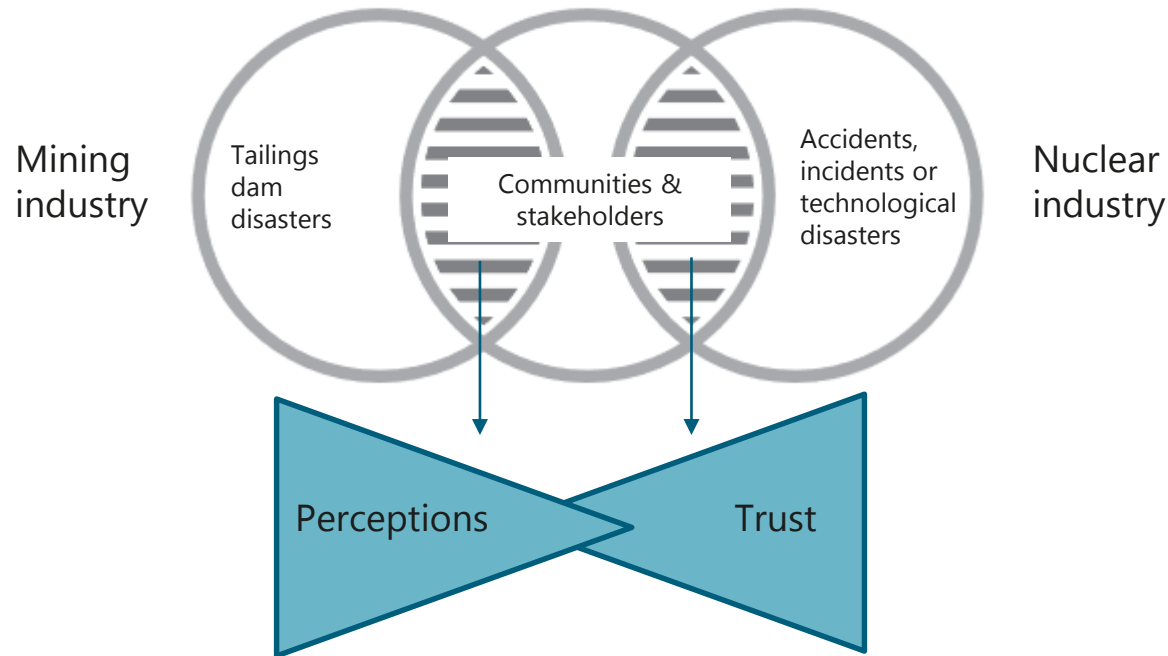 Mining
industry
Tailings
dam
disasters
Communities &
stakeholders
Accidents,
incidents or
technological
disasters
Nuclear
industry
Perceptions
Trust